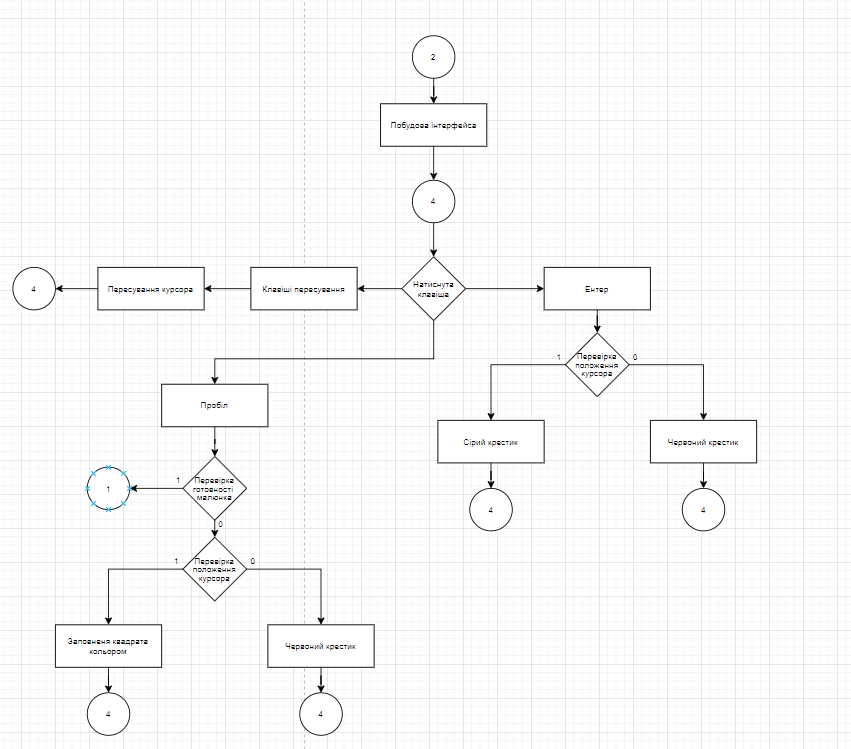 2
Побудова інтерфейса
4
4
Пересування курсора
Клавіші пересування
Натиснута
клавіша
Ентер
1
Перевірка
положення
курсора
0
Пробіл
Сірий крестик
Червоний крестик
1
1
Перевірка
готовності
малюнка
4
4
0
1
Перевірка
положення
курсора
0
Заповненя квадрата
кольором
Червоний крестик
4
4